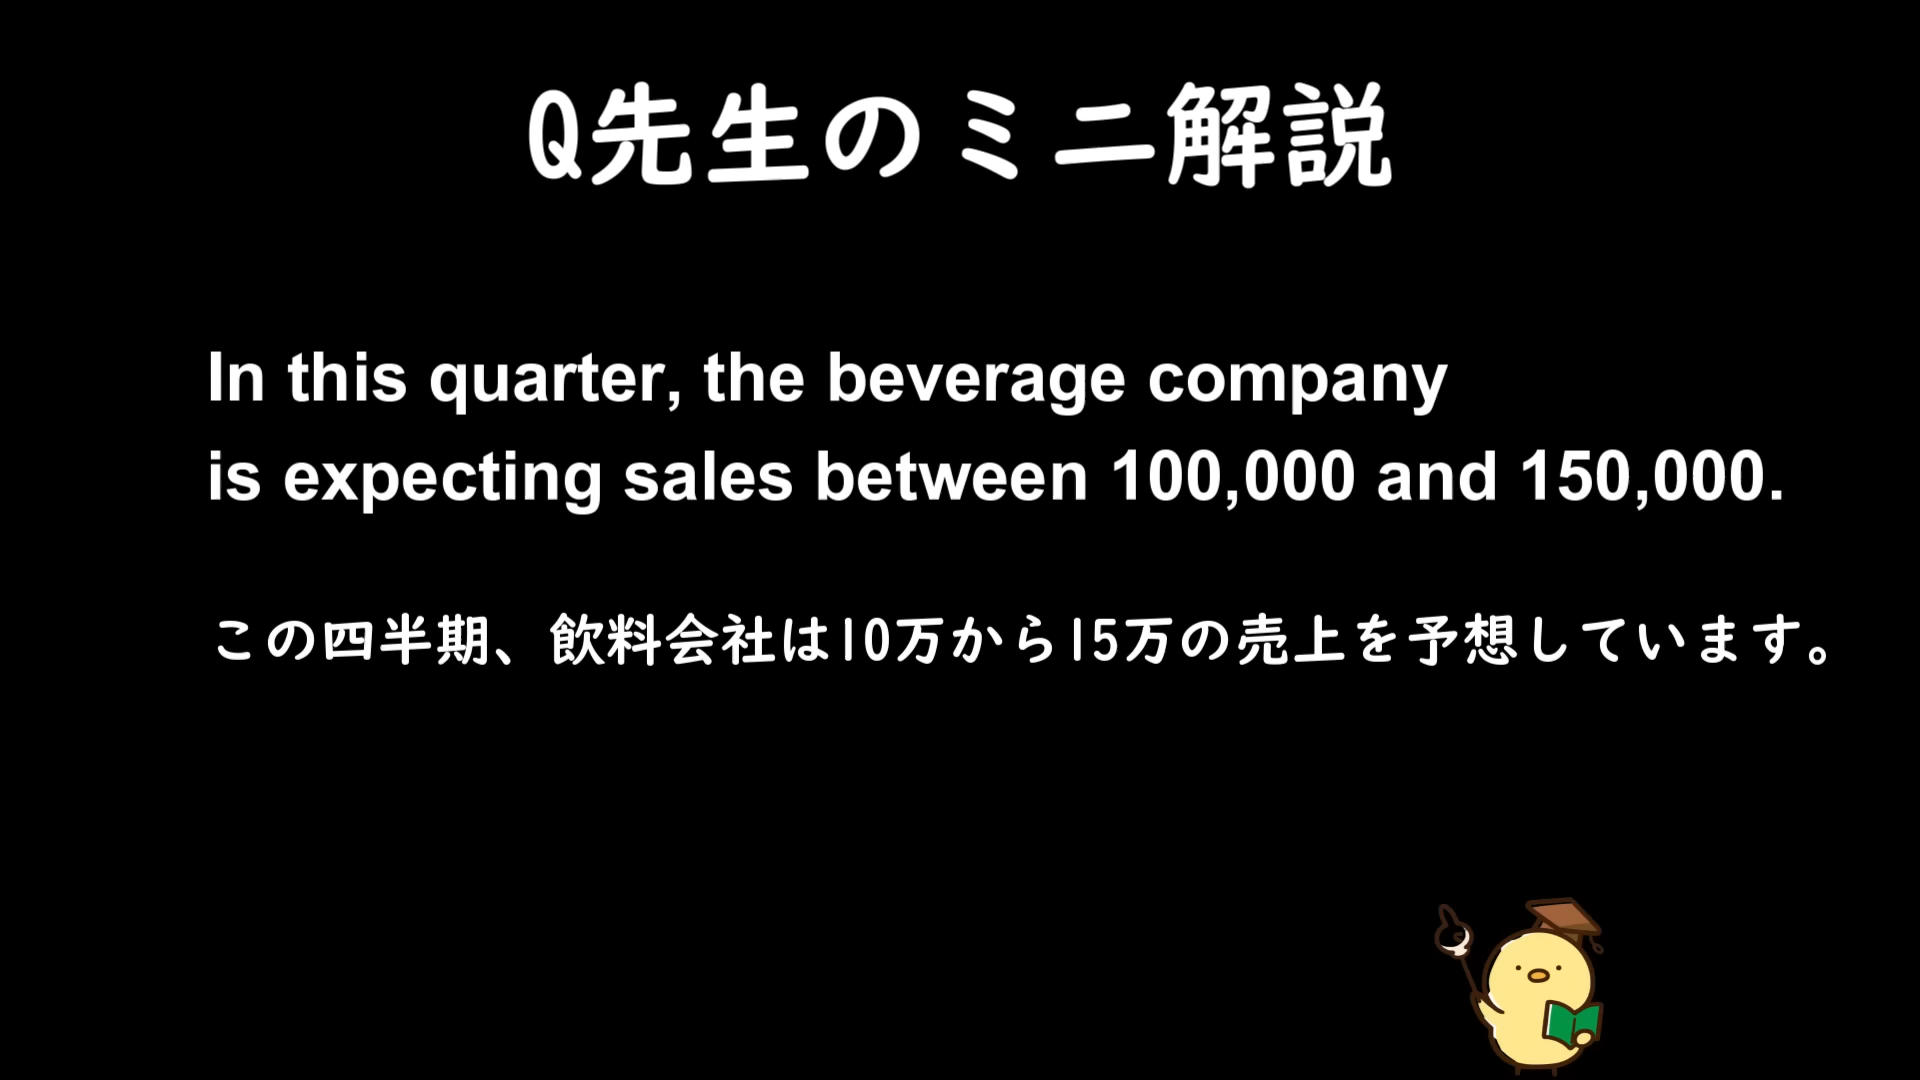 Q先生のミニ解説
In this quarter, the beverage company
is expecting sales between 100,000 and 150,000.
この四半期、飲料会社は10万から15万の売上を予想しています。